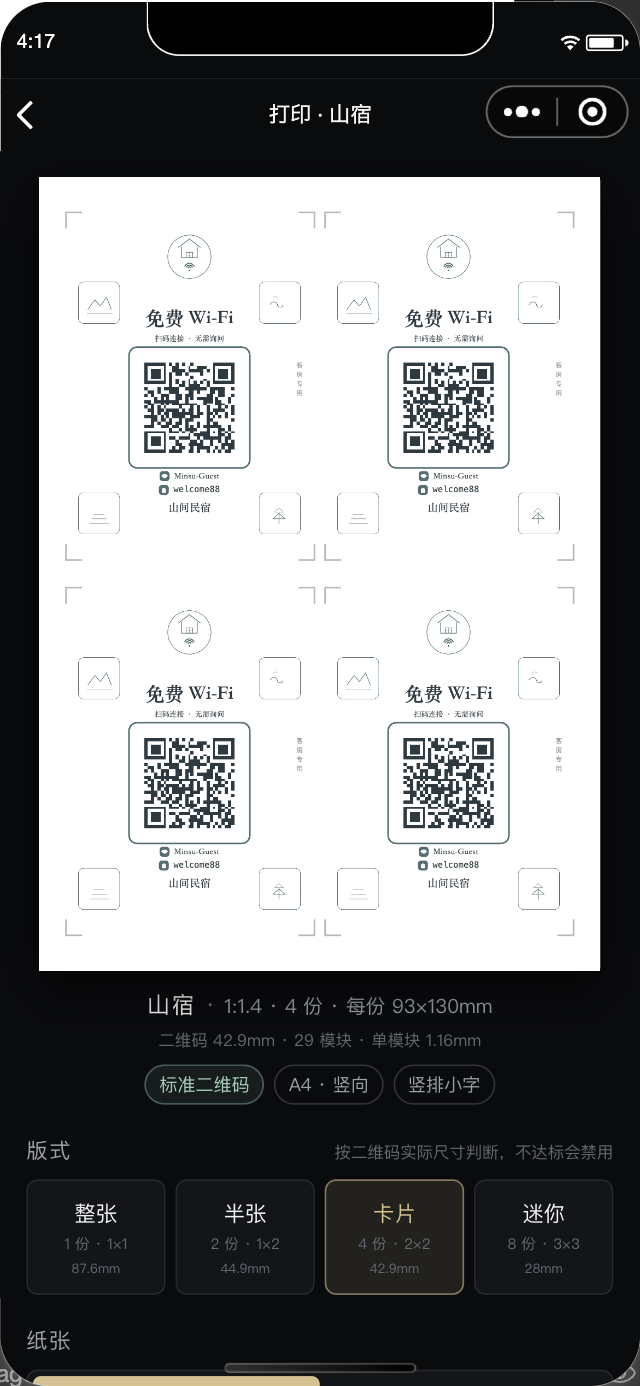 4:17
打印 · 山宿
免费 Wi-Fi
扫码连接 · 无需询问
客房专用
Minsu-Guest
welcome88
山间民宿
免费 Wi-Fi
扫码连接 · 无需询问
客房专用
Minsu-Guest
welcome88
山间民宿
免费 Wi-Fi
扫码连接 · 无需询问
客房专用
Minsu-Guest
welcome88
山间民宿
免费 Wi-Fi
扫码连接 · 无需询问
客房专用
Minsu-Guest
welcome88
山间民宿
山宿 · 1:1.4 · 4 份 · 每份 93×130mm
二维码 42.9mm · 29 模块 · 单模块 1.16mm
标准二维码 A4 · 竖向 竖排小字
版式 按二维码实际尺寸判断，不达标会禁用
整张 半张 卡片 迷你
1 份 · 1×1 2 份 · 1×2 4 份 · 2×2 8 份 · 3×3
87.6mm 44.9mm 42.9mm 28mm
纸张